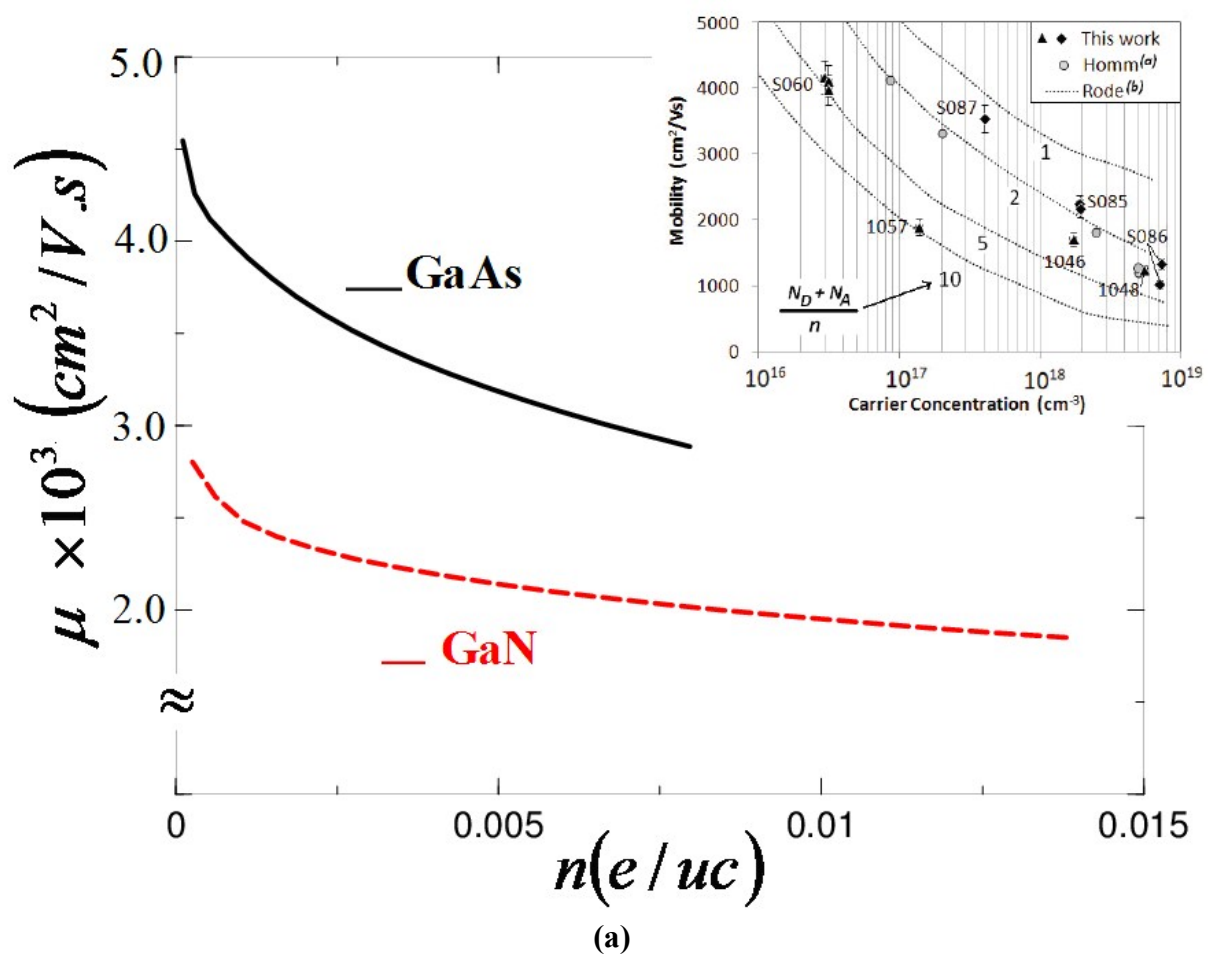 5.0
4.0
3.0
2.0
μ ×10³ (cm² /V.s)
≈
GaAs
GaN
0
0.005
0.01
0.015
n(e/uc)
5000
4000
3000
2000
1000
0
Mobility (cm²/Vs)
▲ ◆ This work
Homm(a)
Rode(b)
S060
S087
1
2
S085
1057
5
1046
S086
1048
10
N_D + N_A
n
10¹⁶
10¹⁷
10¹⁸
10¹⁹
Carrier Concentration (cm⁻³)
(a)